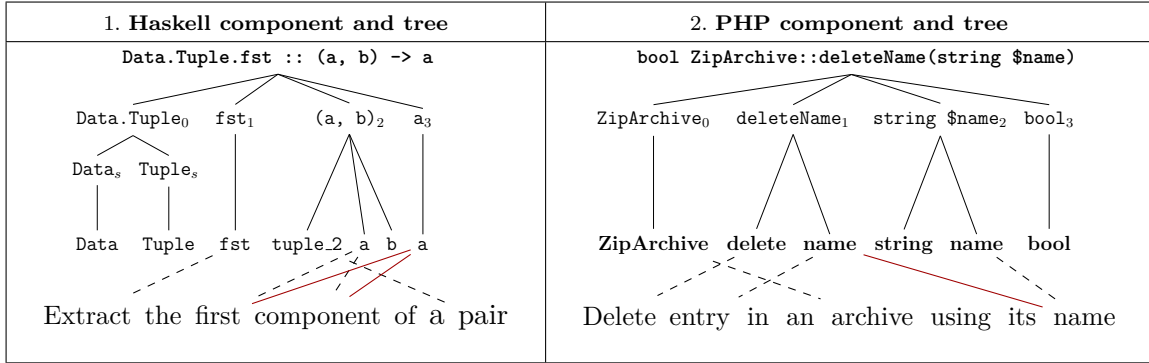 1. Haskell component and tree
2. PHP component and tree
Data.Tuple.fst :: (a, b) -> a
bool ZipArchive::deleteName(string $name)
Data.Tuple₀ fst₁ (a, b)₂ a₃
ZipArchive₀ deleteName₁ string $name₂ bool₃
Dataₛ Tupleₛ
Data Tuple fst tuple_2 a b a
ZipArchive delete name string name bool
Extract the first component of a pair
Delete entry in an archive using its name